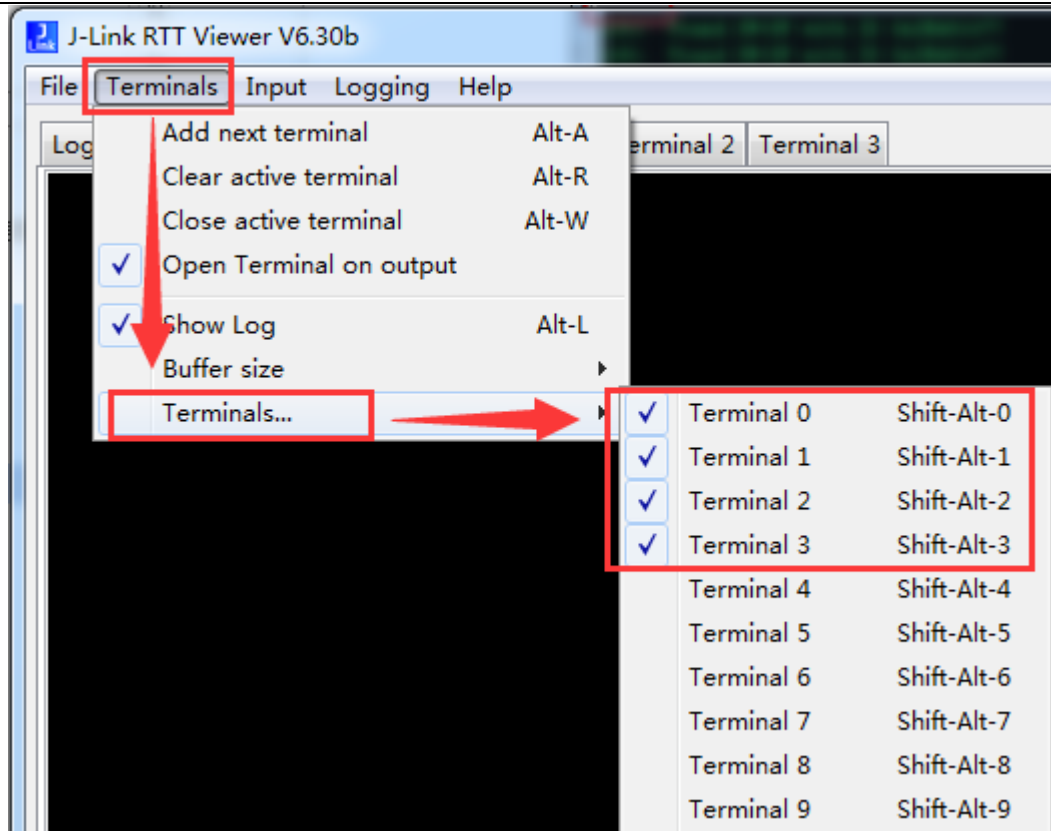 J-Link RTT Viewer V6.30b
File Terminals Input Logging Help
Log erminal 2 Terminal 3
Add next terminal Alt-A
Clear active terminal Alt-R
Close active terminal Alt-W
Open Terminal on output
Show Log Alt-L
Buffer size
Terminals...
Terminal 0 Shift-Alt-0
Terminal 1 Shift-Alt-1
Terminal 2 Shift-Alt-2
Terminal 3 Shift-Alt-3
Terminal 4 Shift-Alt-4
Terminal 5 Shift-Alt-5
Terminal 6 Shift-Alt-6
Terminal 7 Shift-Alt-7
Terminal 8 Shift-Alt-8
Terminal 9 Shift-Alt-9